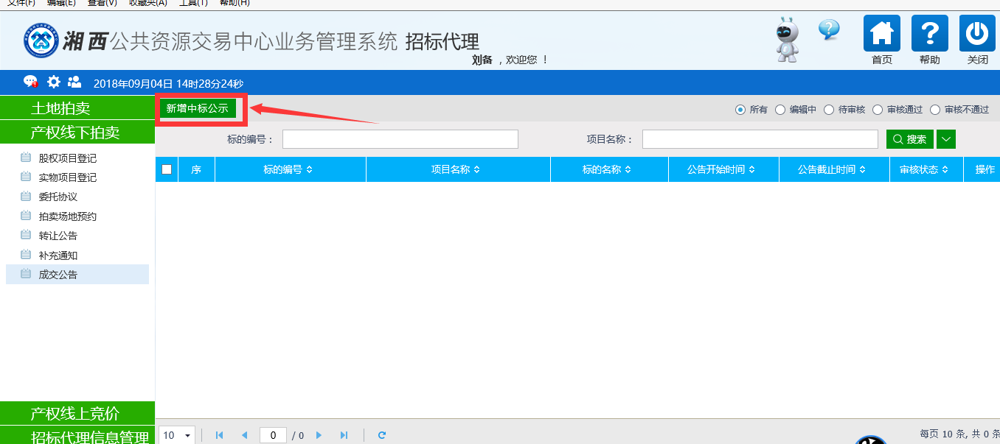 文件(F) 编辑(E) 查看(V) 收藏夹(A) 工具(T) 帮助(H)
湘西公共资源交易中心业务管理系统 招标代理
刘备 ，欢迎您 ！
首页 帮助 关闭
2018年09月04日 14时28分24秒
土地拍卖
新增中标公示
所有 编辑中 待审核 审核通过 审核不通过
产权线下拍卖
标的编号： 项目名称： 搜索
股权项目登记
实物项目登记
委托协议
拍卖场地预约
转让公告
补充通知
成交公告
序 标的编号 项目名称 标的名称 公告开始时间 公告截止时间 审核状态 操作
产权线上竞价
招标代理信息管理
10 0 / 0 每页 10 条, 共 0 条